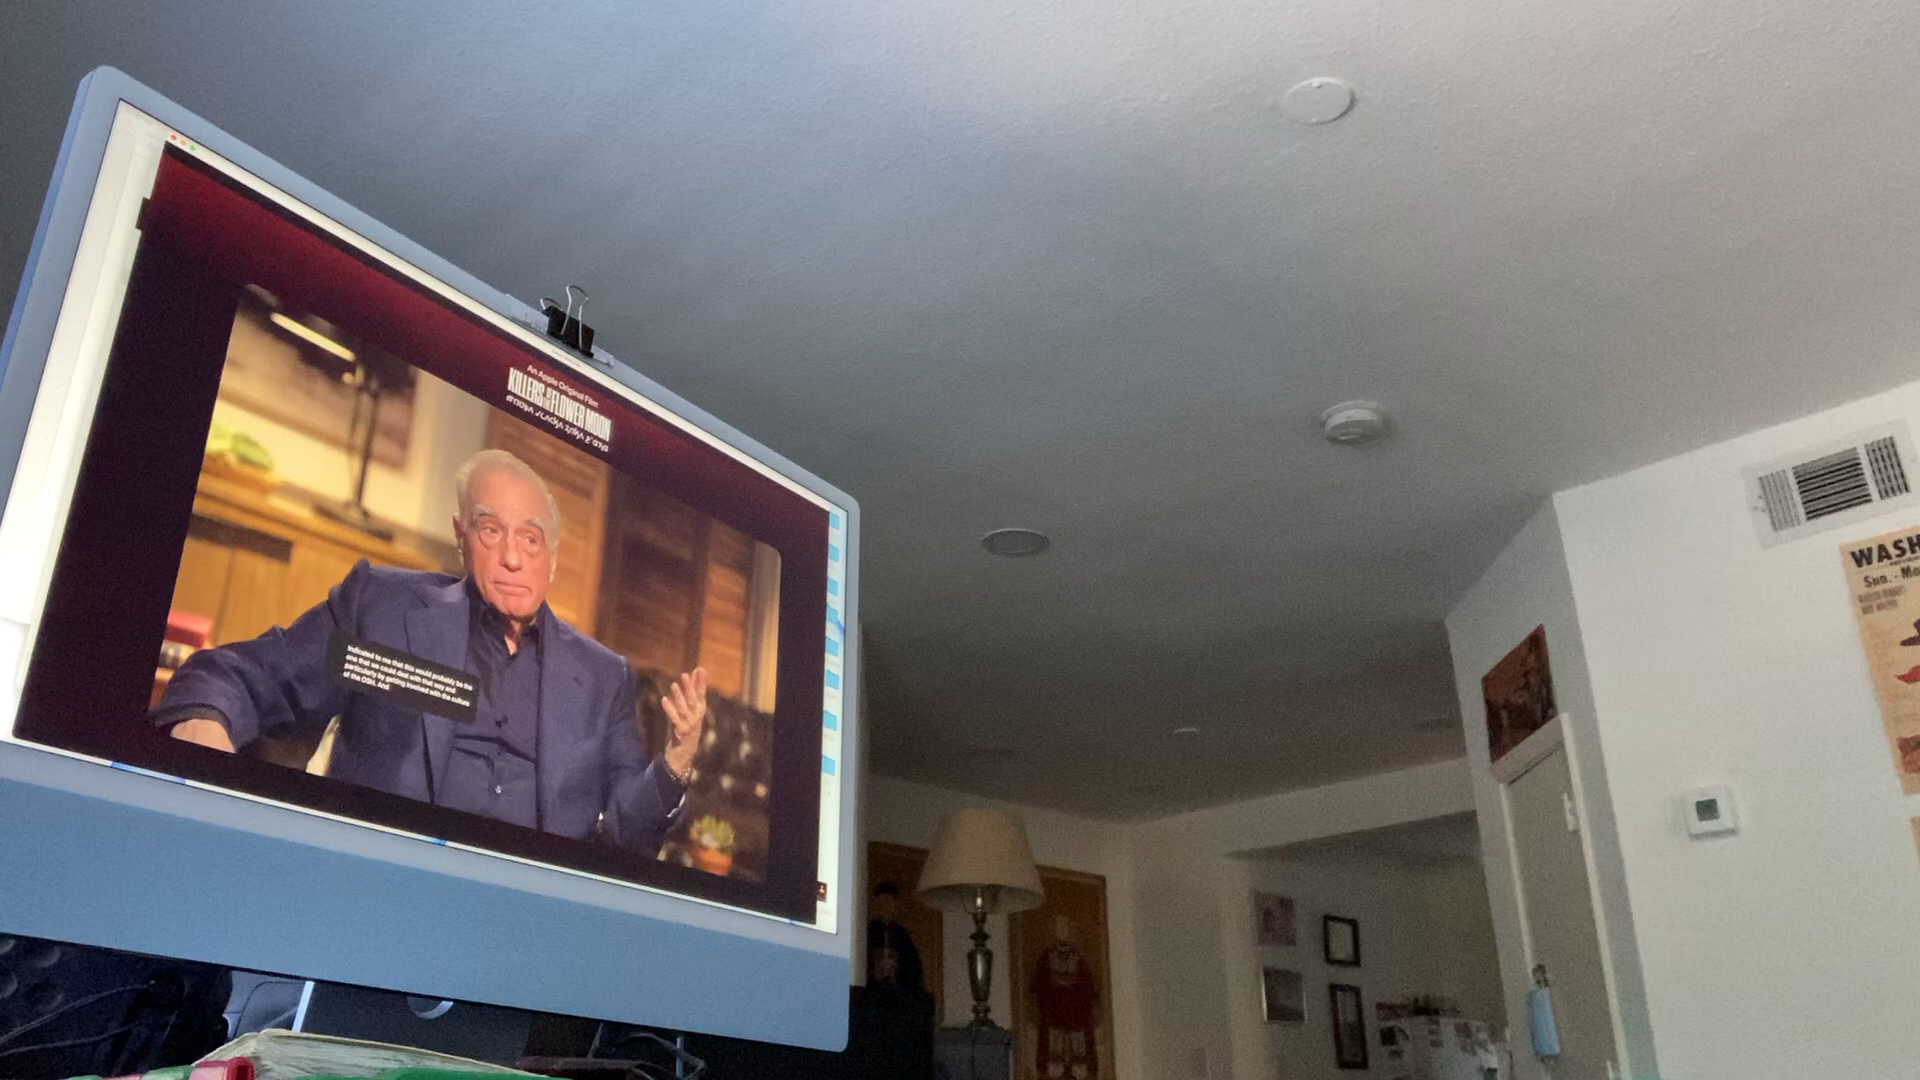 An Apple Original Film
KILLERS OF THE FLOWER MOON
Indicated to me that this would probably be the
one that we could deal with that way and
particularly by getting involved with the culture
of the OSH. And
WASH
Sun. - Mo